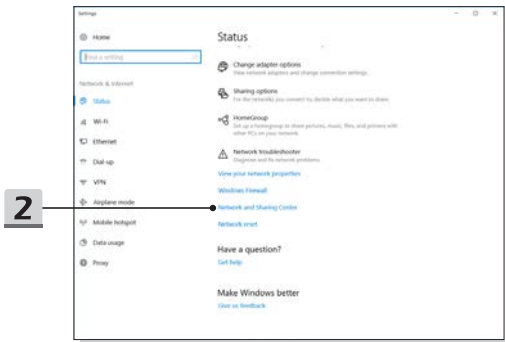 Settings
Home
Find a setting
Network & Internet
Status
Wi-Fi
Ethernet
Dial-up
VPN
Airplane mode
Mobile hotspot
Data usage
Proxy
Status
Change adapter options
View network adapters and change connection settings.
Sharing options
For the networks you connect to, decide what you want to share.
HomeGroup
Set up a homegroup to share pictures, music, files, and printers with
other PCs on your network.
Network troubleshooter
Diagnose and fix network problems.
View your network properties
Windows Firewall
Network and Sharing Center
Network reset
Have a question?
Get help
Make Windows better
Give us feedback
2